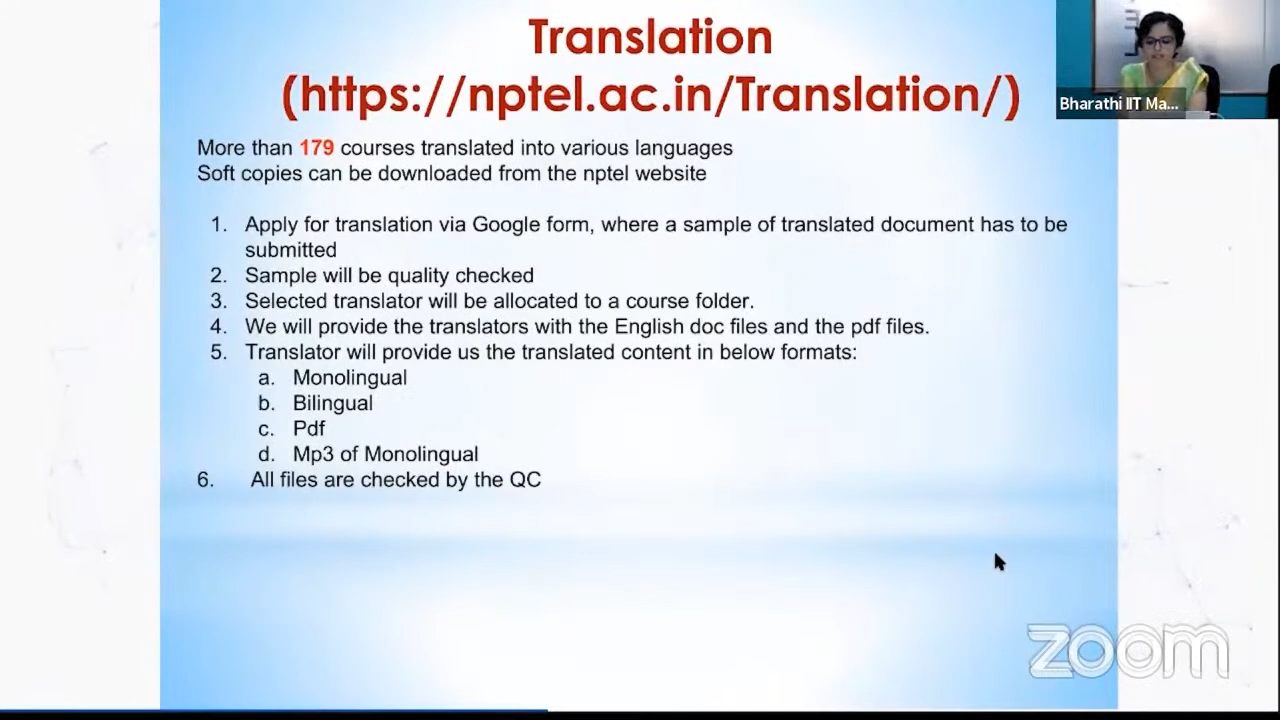 Translation
(https://nptel.ac.in/Translation/)
Bharathi IIT Ma...
More than 179 courses translated into various languages
Soft copies can be downloaded from the nptel website
1. Apply for translation via Google form, where a sample of translated document has to be
submitted
2. Sample will be quality checked
3. Selected translator will be allocated to a course folder.
4. We will provide the translators with the English doc files and the pdf files.
5. Translator will provide us the translated content in below formats:
a. Monolingual
b. Bilingual
c. Pdf
d. Mp3 of Monolingual
6. All files are checked by the QC
zoom